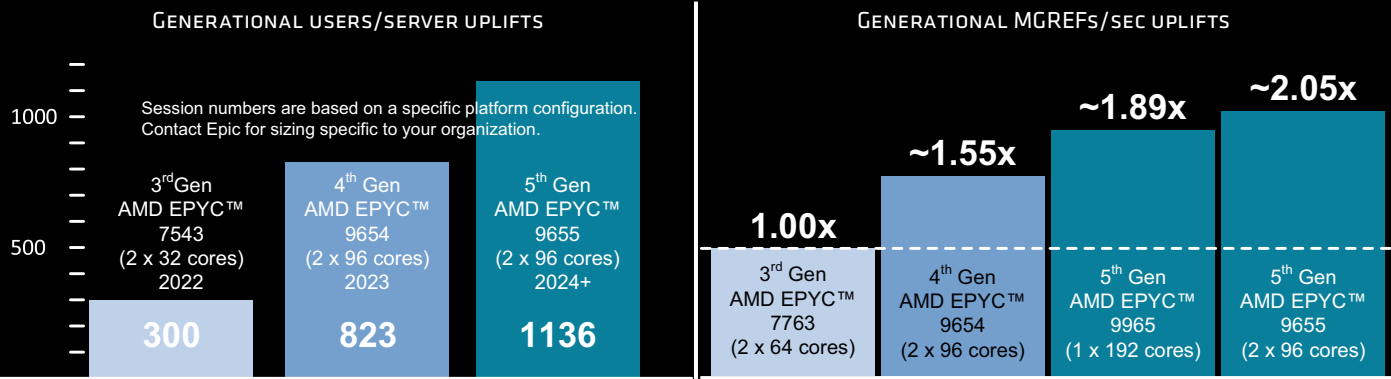 Generational users/server uplifts
1000
500
Session numbers are based on a specific platform configuration.
Contact Epic for sizing specific to your organization.
3rdGen
AMD EPYC™
7543
(2 x 32 cores)
2022
300
4th Gen
AMD EPYC™
9654
(2 x 96 cores)
2023
823
5th Gen
AMD EPYC™
9655
(2 x 96 cores)
2024+
1136
Generational MGREFs/sec uplifts
1.00x
3rd Gen
AMD EPYC™
7763
(2 x 64 cores)
~1.55x
4th Gen
AMD EPYC™
9654
(2 x 96 cores)
~1.89x
5th Gen
AMD EPYC™
9965
(1 x 192 cores)
~2.05x
5th Gen
AMD EPYC™
9655
(2 x 96 cores)